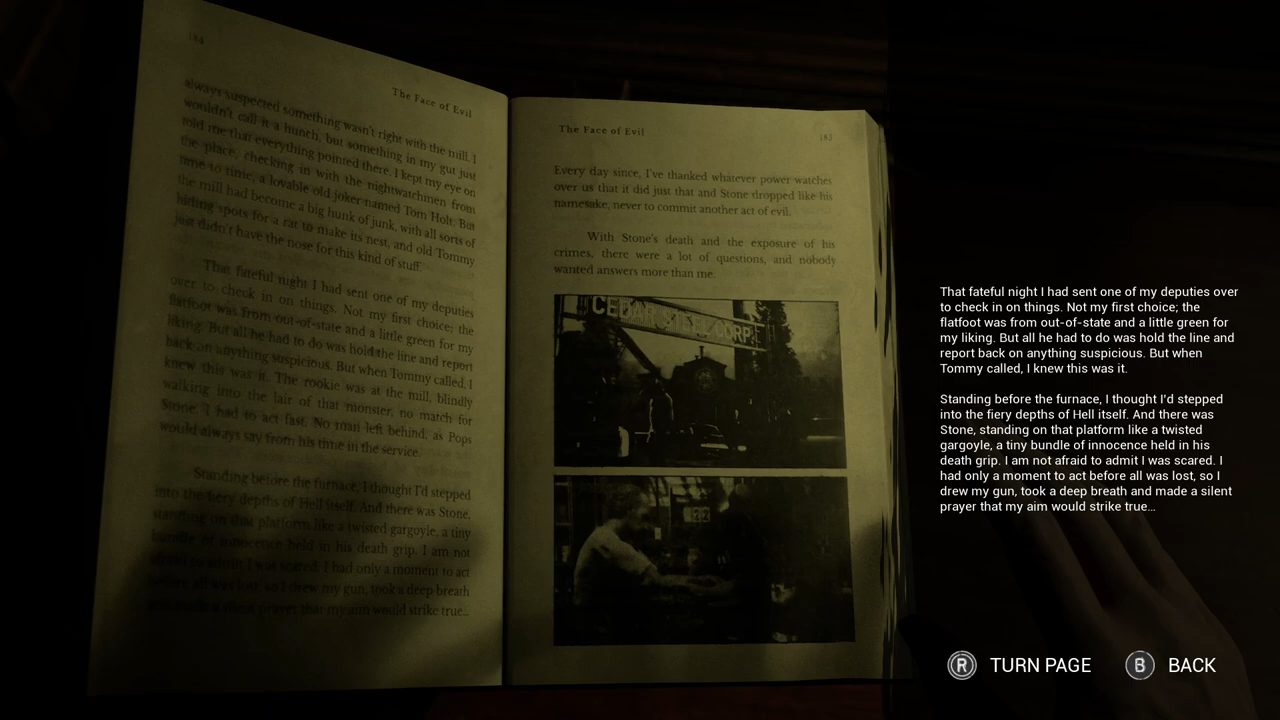 184
The Face of Evil
always suspected something wasn't right with the mill. I
wouldn't call it a hunch, but something in my gut just
told me that everything pointed there. I kept my eye on
the place, checking in with the nightwatchmen from
time to time, a lovable old joker named Tom Holt. But
the mill had become a big hunk of junk, with all sorts of
hiding spots for a rat to make its nest, and old Tommy
just didn't have the nose for this kind of stuff.
That fateful night I had sent one of my deputies
over to check in on things. Not my first choice; the
flatfoot was from out-of-state and a little green for my
liking. But all he had to do was hold the line and report
back on anything suspicious. But when Tommy called, I
knew this was it. The rookie was at the mill, blindly
walking into the lair of that monster, no match for
Stone. I had to act fast. No man left behind, as Pops
would always say from his time in the service.
Standing before the furnace, I thought I'd stepped
into the fiery depths of Hell itself. And there was Stone,
standing on that platform like a twisted gargoyle, a tiny
bundle of innocence held in his death grip. I am not
afraid to admit I was scared. I had only a moment to act
before all was lost, so I drew my gun, took a deep breath
and made a silent prayer that my aim would strike true...
The Face of Evil
185
Every day since, I've thanked whatever power watches
over us that it did just that and Stone dropped like his
namesake, never to commit another act of evil.
With Stone's death and the exposure of his
crimes, there were a lot of questions, and nobody
wanted answers more than me.
CEDAR STEEL CORP.
That fateful night I had sent one of my deputies over
to check in on things. Not my first choice; the
flatfoot was from out-of-state and a little green for
my liking. But all he had to do was hold the line and
report back on anything suspicious. But when
Tommy called, I knew this was it.
Standing before the furnace, I thought I'd stepped
into the fiery depths of Hell itself. And there was
Stone, standing on that platform like a twisted
gargoyle, a tiny bundle of innocence held in his
death grip. I am not afraid to admit I was scared. I
had only a moment to act before all was lost, so I
drew my gun, took a deep breath and made a silent
prayer that my aim would strike true…
R TURN PAGE
B BACK